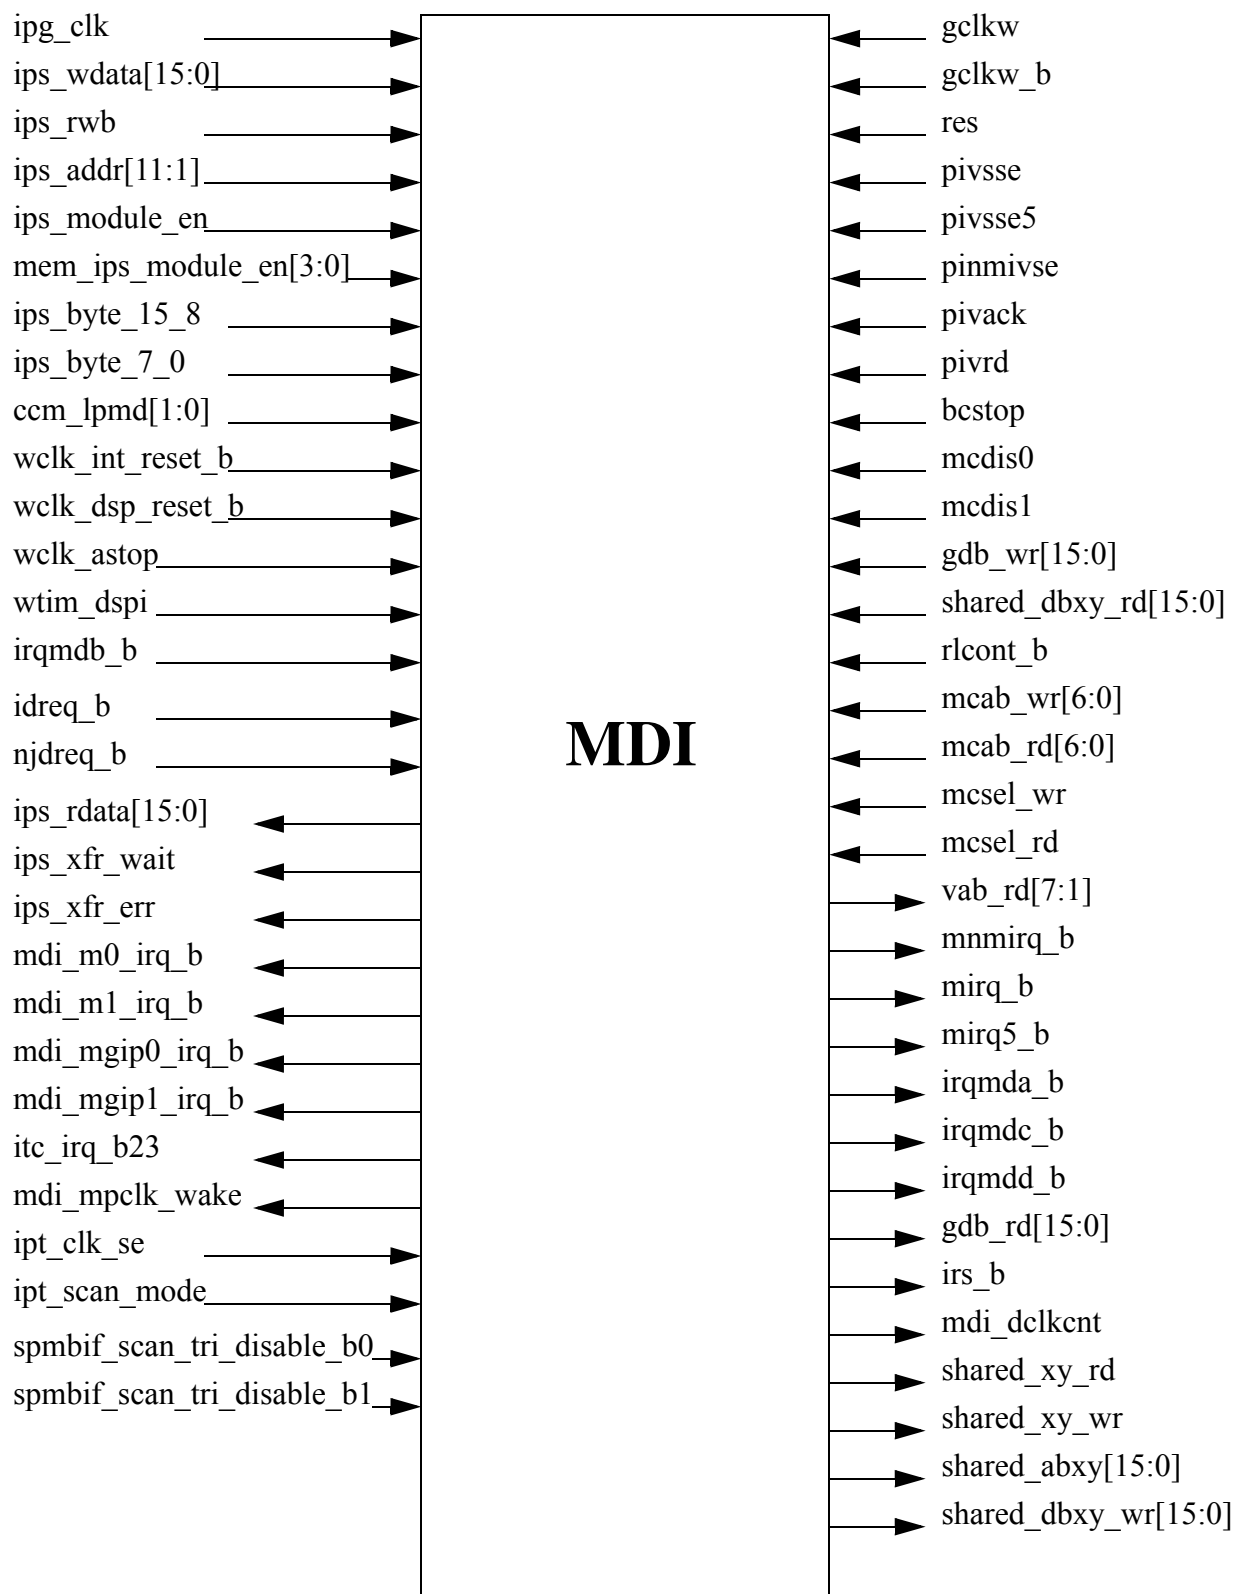 ipg_clk
ips_wdata[15:0]
ips_rwb
ips_addr[11:1]
ips_module_en
mem_ips_module_en[3:0]
ips_byte_15_8
ips_byte_7_0
ccm_lpmd[1:0]
wclk_int_reset_b
wclk_dsp_reset_b
wclk_astop
wtim_dspi
irqmdb_b
idreq_b
njdreq_b
ips_rdata[15:0]
ips_xfr_wait
ips_xfr_err
mdi_m0_irq_b
mdi_m1_irq_b
mdi_mgip0_irq_b
mdi_mgip1_irq_b
itc_irq_b23
mdi_mpclk_wake
ipt_clk_se
ipt_scan_mode
spmbif_scan_tri_disable_b0
spmbif_scan_tri_disable_b1
MDI
gclkw
gclkw_b
res
pivsse
pivsse5
pinmivse
pivack
pivrd
bcstop
mcdis0
mcdis1
gdb_wr[15:0]
shared_dbxy_rd[15:0]
rlcont_b
mcab_wr[6:0]
mcab_rd[6:0]
mcsel_wr
mcsel_rd
vab_rd[7:1]
mnmirq_b
mirq_b
mirq5_b
irqmda_b
irqmdc_b
irqmdd_b
gdb_rd[15:0]
irs_b
mdi_dclkcnt
shared_xy_rd
shared_xy_wr
shared_abxy[15:0]
shared_dbxy_wr[15:0]